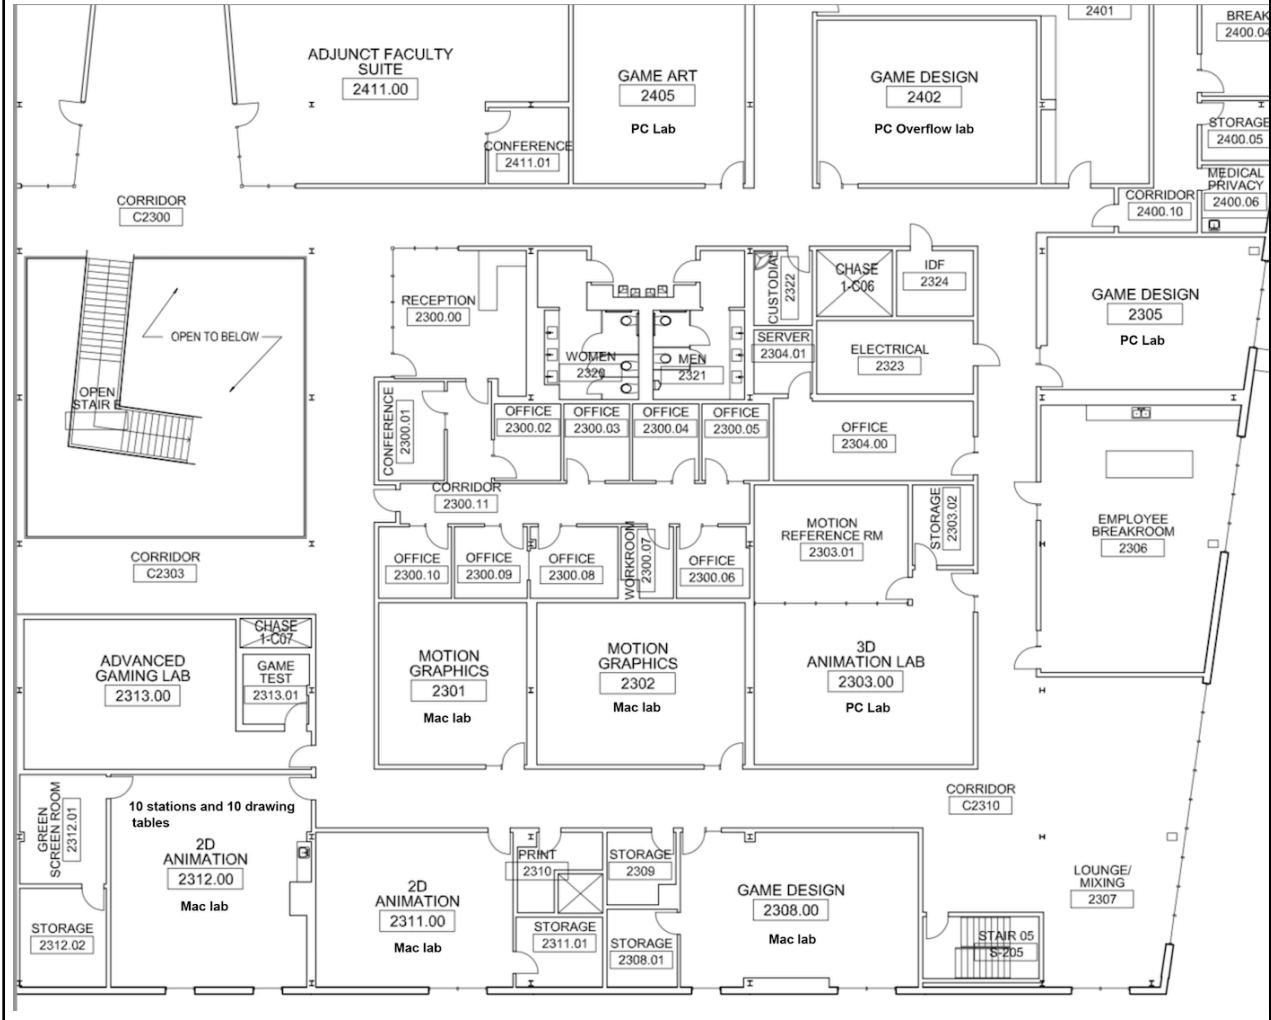 2401
BREAK
2400.04
ADJUNCT FACULTY
SUITE
2411.00
GAME ART
2405
PC Lab
GAME DESIGN
2402
PC Overflow lab
STORAGE
2400.05
CONFERENCE
2411.01
MEDICAL
PRIVACY
2400.06
CORRIDOR
C2300
CORRIDOR
2400.10
RECEPTION
2300.00
CUSTODIAL
2322
CHASE
1-C06
IDF
2324
GAME DESIGN
2305
PC Lab
OPEN TO BELOW
WOMEN
2320
MEN
2321
SERVER
2304.01
ELECTRICAL
2323
OPEN
STAIR E
CONFERENCE
2300.01
OFFICE
2300.02
OFFICE
2300.03
OFFICE
2300.04
OFFICE
2300.05
OFFICE
2304.00
CORRIDOR
2300.11
MOTION
REFERENCE RM
2303.01
STORAGE
2303.02
EMPLOYEE
BREAKROOM
2306
CORRIDOR
C2303
OFFICE
2300.10
OFFICE
2300.09
OFFICE
2300.08
WORKROOM
2300.07
OFFICE
2300.06
CHASE
1-C07
ADVANCED
GAMING LAB
2313.00
GAME
TEST
2313.01
MOTION
GRAPHICS
2301
Mac lab
MOTION
GRAPHICS
2302
Mac lab
3D
ANIMATION LAB
2303.00
PC Lab
GREEN
SCREEN ROOM
2312.01
10 stations and 10 drawing
tables
2D
ANIMATION
2312.00
Mac lab
CORRIDOR
C2310
PRINT
2310
STORAGE
2309
2D
ANIMATION
2311.00
Mac lab
GAME DESIGN
2308.00
Mac lab
LOUNGE/
MIXING
2307
STORAGE
2312.02
STORAGE
2311.01
STORAGE
2308.01
STAIR 05
S-205